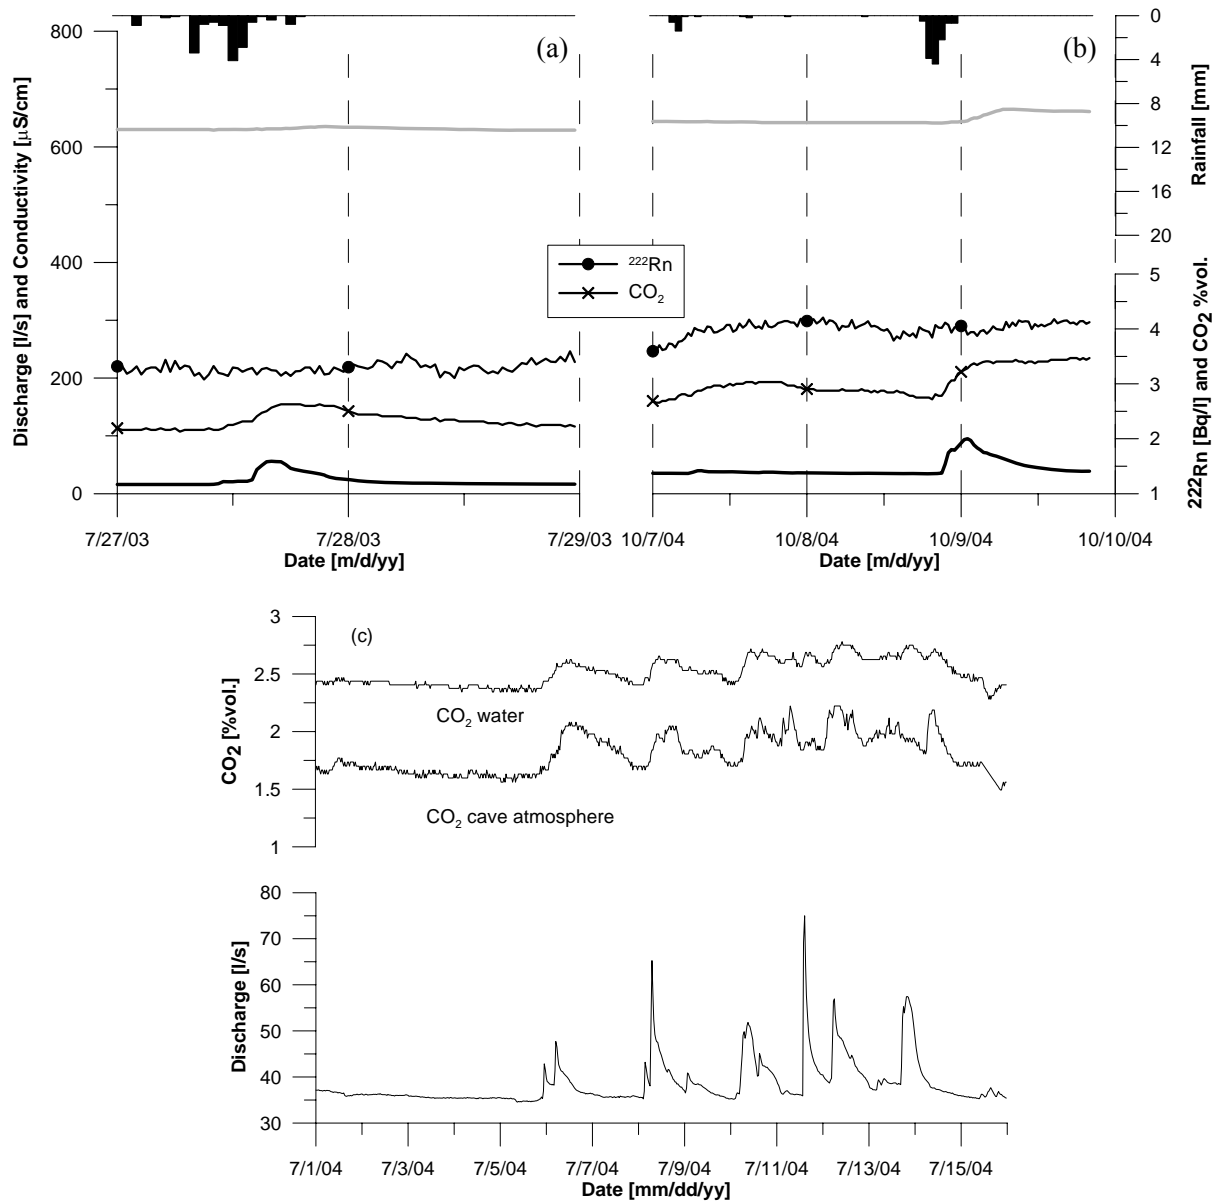 (a)
(b)
800
600
400
200
0
Discharge [l/s] and Conductivity [µS/cm]
0
4
8
12
16
20
Rainfall [mm]
5
4
3
2
1
²²²Rn [Bq/l] and CO₂ %vol.
²²²Rn
CO₂
7/27/03
7/28/03
7/29/03
10/7/04
10/8/04
10/9/04
10/10/04
Date [m/d/yy]
Date [m/d/yy]
(c)
3
2.5
2
1.5
1
CO₂ [%vol.]
CO₂ water
CO₂ cave atmosphere
80
70
60
50
40
30
Discharge [l/s]
7/1/04
7/3/04
7/5/04
7/7/04
7/9/04
7/11/04
7/13/04
7/15/04
Date [mm/dd/yy]